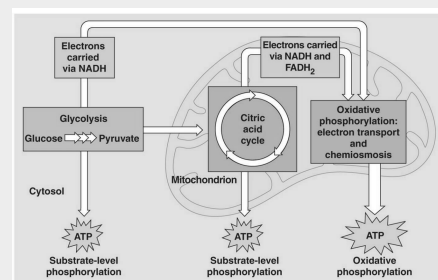 Electrons carried
via NADH
Electrons carried
via NADH and
FADH2
Glycolysis
Glucose Pyruvate
Citric
acid
cycle
Oxidative
phosphorylation:
electron transport
and
chemiosmosis
Cytosol
Mitochondrion
ATP
ATP
ATP
Substrate-level
phosphorylation
Substrate-level
phosphorylation
Oxidative
phosphorylation